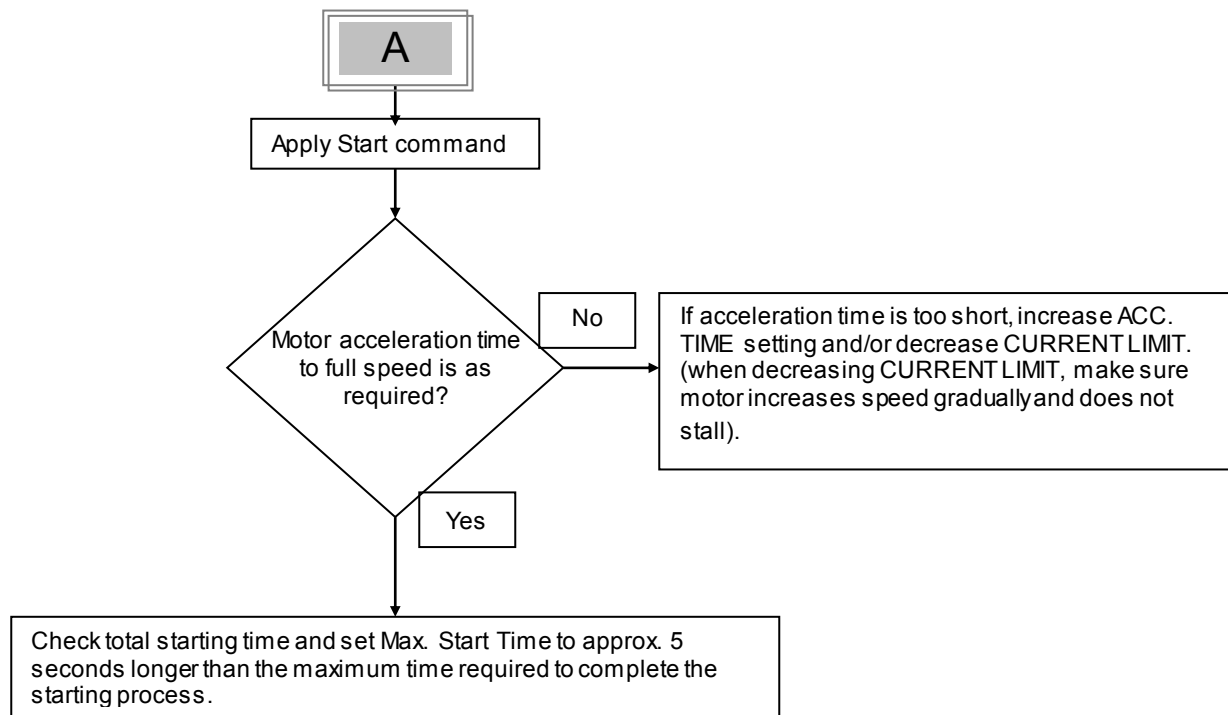 A
Apply Start command
No
Motor acceleration time
to full speed is as
required?
If acceleration time is too short, increase ACC.
TIME setting and/or decrease CURRENT LIMIT.
(when decreasing CURRENT LIMIT, make sure
motor increases speed gradually and does not
stall).
Yes
Check total starting time and set Max. Start Time to approx. 5
seconds longer than the maximum time required to complete the
starting process.